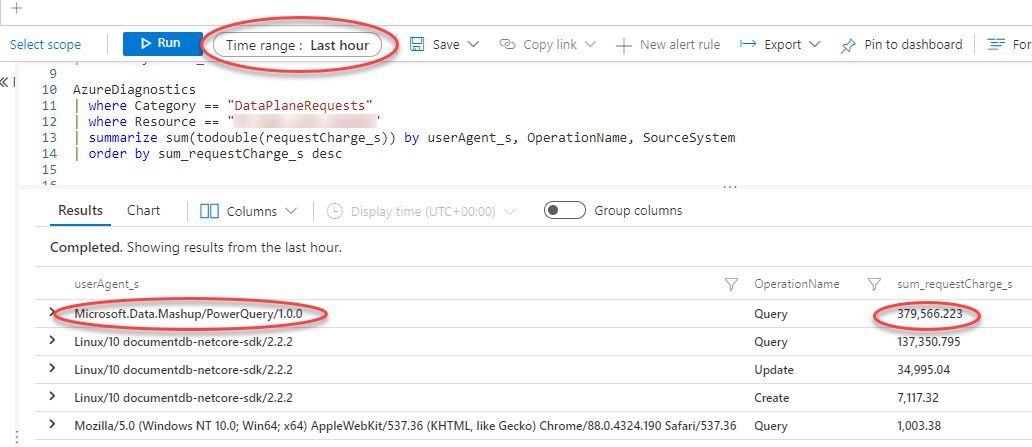 Select scope Run Time range : Last hour Save Copy link New alert rule Export Pin to dashboard For
9
10 AzureDiagnostics
11 | where Category == "DataPlaneRequests"
12 | where Resource == "
13 | summarize sum(todouble(requestCharge_s)) by userAgent_s, OperationName, SourceSystem
14 | order by sum_requestCharge_s desc
15
16
Results Chart Columns Display time (UTC+00:00) Group columns
Completed. Showing results from the last hour.
userAgent_s OperationName sum_requestCharge_s
Microsoft.Data.Mashup/PowerQuery/1.0.0 Query 379,566.223
Linux/10 documentdb-netcore-sdk/2.2.2 Query 137,350.795
Linux/10 documentdb-netcore-sdk/2.2.2 Update 34,995.04
Linux/10 documentdb-netcore-sdk/2.2.2 Create 7,117.32
Mozilla/5.0 (Windows NT 10.0; Win64; x64) AppleWebKit/537.36 (KHTML, like Gecko) Chrome/88.0.4324.190 Safari/537.36 Query 1,003.38